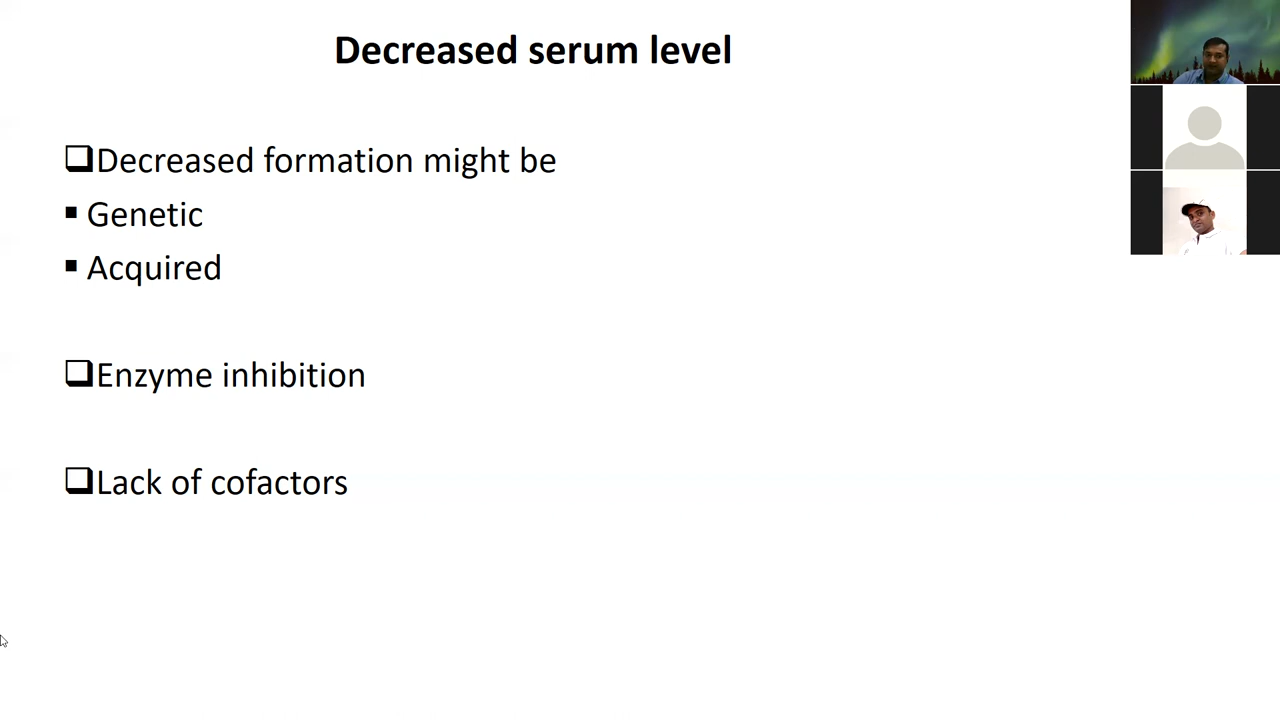 Decreased serum level
❑Decreased formation might be
▪ Genetic
▪ Acquired
❑Enzyme inhibition
❑Lack of cofactors